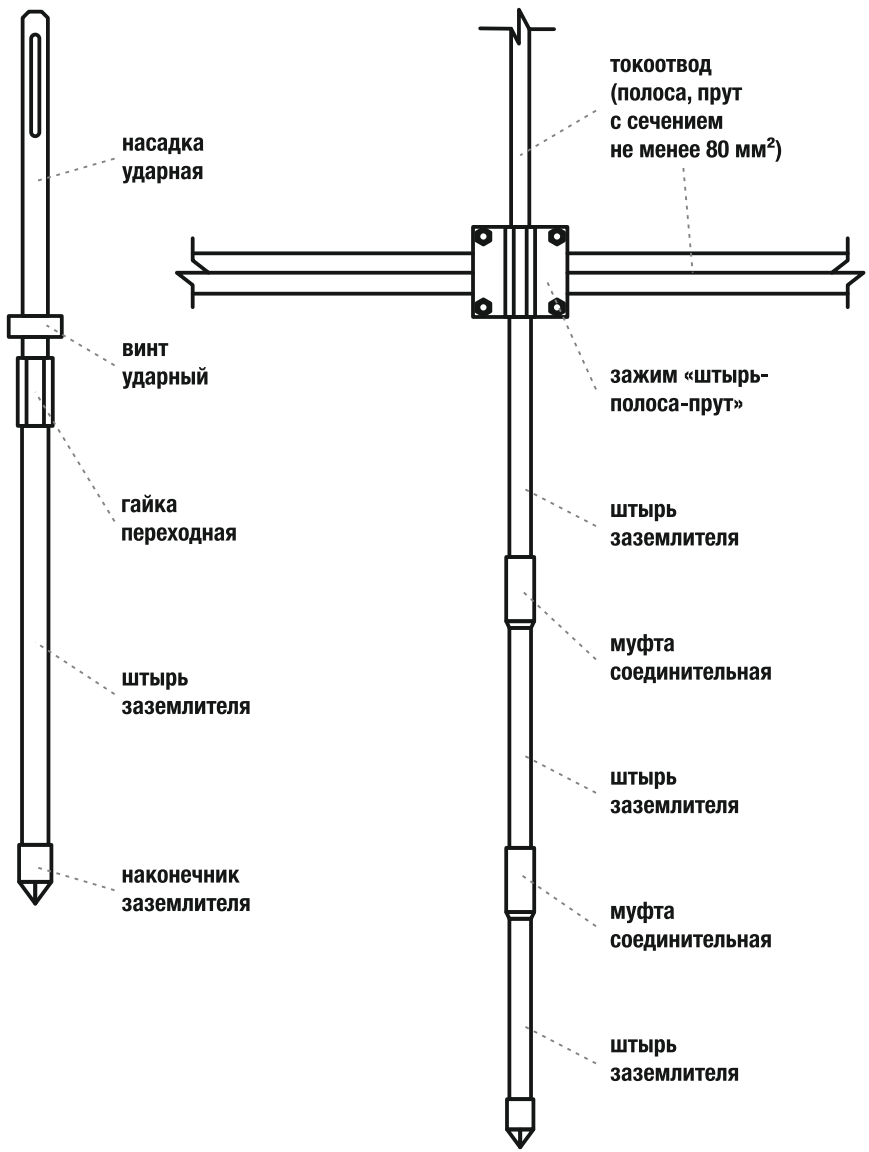 насадка
ударная
винт
ударный
гайка
переходная
штырь
заземлителя
наконечник
заземлителя
токоотвод
(полоса, прут
с сечением
не менее 80 мм²)
зажим «штырь-
полоса-прут»
штырь
заземлителя
муфта
соединительная
штырь
заземлителя
муфта
соединительная
штырь
заземлителя